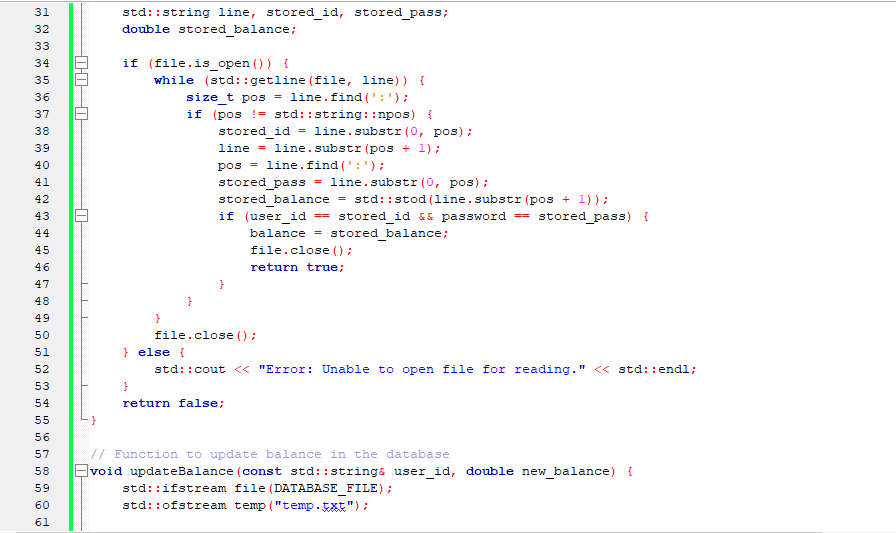 31 std::string line, stored_id, stored_pass;
32 double stored_balance;
33
34 if (file.is_open()) {
35 while (std::getline(file, line)) {
36 size_t pos = line.find(':');
37 if (pos != std::string::npos) {
38 stored_id = line.substr(0, pos);
39 line = line.substr(pos + 1);
40 pos = line.find(':');
41 stored_pass = line.substr(0, pos);
42 stored_balance = std::stod(line.substr(pos + 1));
43 if (user_id == stored_id && password == stored_pass) {
44 balance = stored_balance;
45 file.close();
46 return true;
47 }
48 }
49 }
50 file.close();
51 } else {
52 std::cout << "Error: Unable to open file for reading." << std::endl;
53 }
54 return false;
55 }
56
57 // Function to update balance in the database
58 void updateBalance(const std::string& user_id, double new_balance) {
59 std::ifstream file(DATABASE_FILE);
60 std::ofstream temp("temp.txt");
61